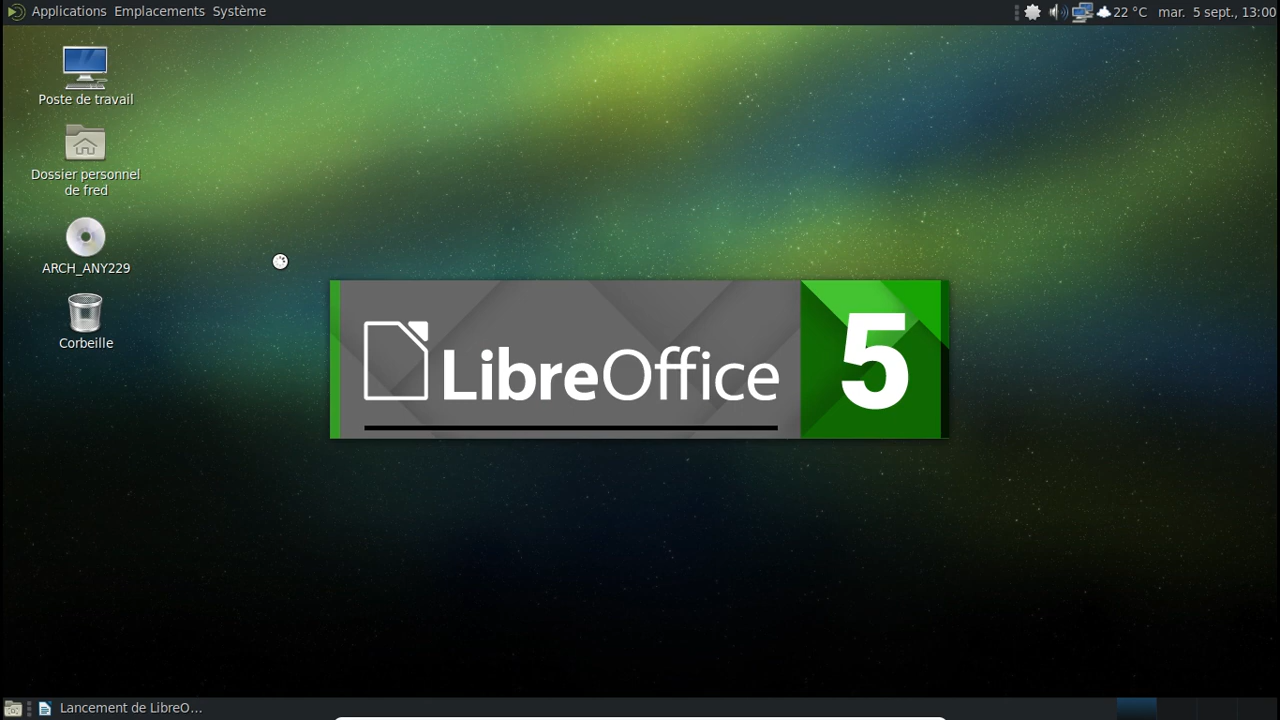 Applications Emplacements Système
22 °C mar. 5 sept., 13:00
Poste de travail
Dossier personnel
de fred
ARCH_ANY229
Corbeille
LibreOffice 5
Lancement de LibreO...